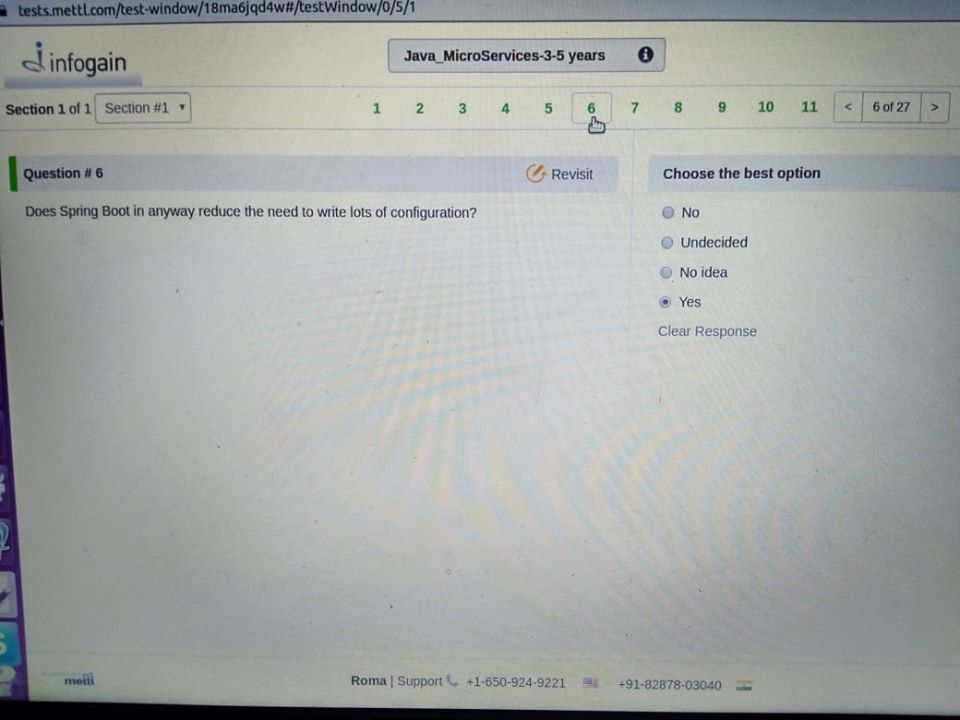 tests.mettl.com/test-window/18ma6jqd4w#/testWindow/0/5/1
infogain
Java_MicroServices-3-5 years
Section 1 of 1 Section #1 1 2 3 4 5 6 7 8 9 10 11 < 6 of 27 >
Question # 6 Revisit
Does Spring Boot in anyway reduce the need to write lots of configuration?
Choose the best option
No
Undecided
No idea
Yes
Clear Response
mettl Roma | Support +1-650-924-9221 +91-82878-03040